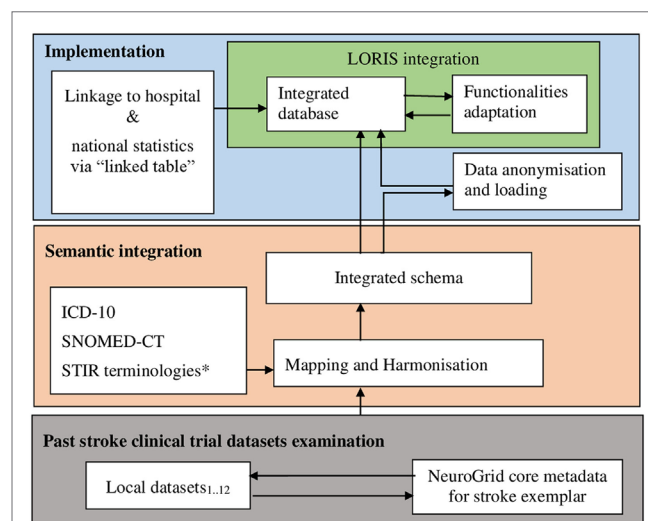 Implementation
LORIS integration
Linkage to hospital
&
national statistics
via “linked table”
Integrated
database
Functionalities
adaptation
Data anonymisation
and loading
Semantic integration
Integrated schema
ICD-10
SNOMED-CT
STIR terminologies*
Mapping and Harmonisation
Past stroke clinical trial datasets examination
Local datasets1..12
NeuroGrid core metadata
for stroke exemplar